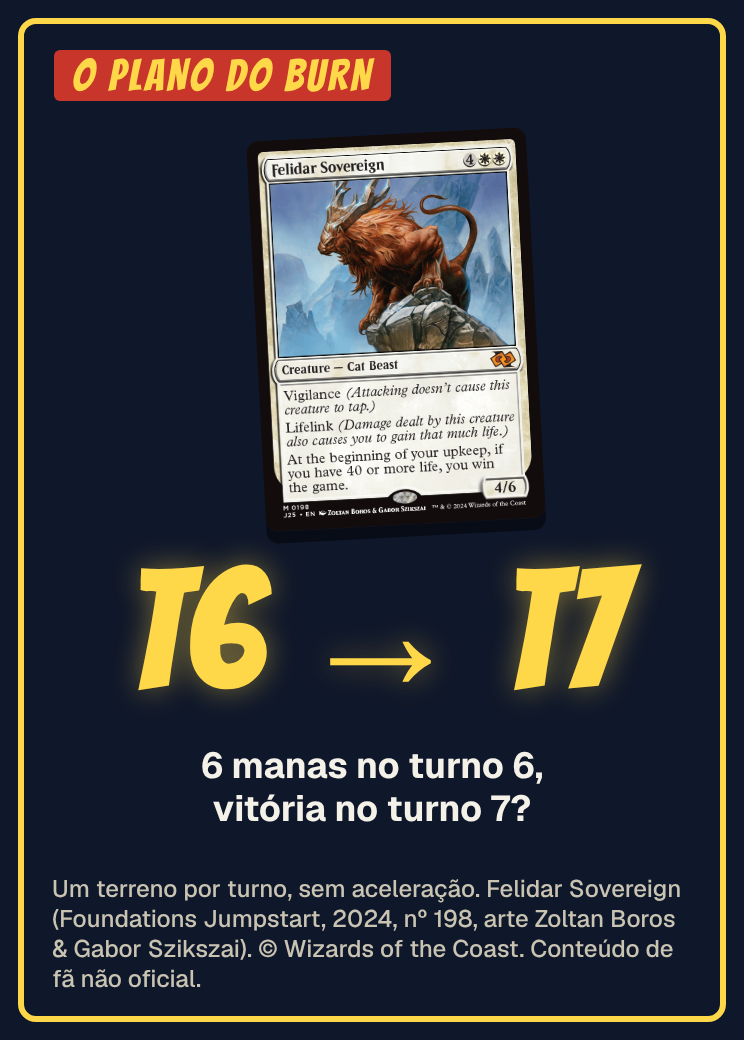 O PLANO DO BURN
Felidar Sovereign 4
Creature — Cat Beast
Vigilance (Attacking doesn't cause this
creature to tap.)
Lifelink (Damage dealt by this creature
also causes you to gain that much life.)
At the beginning of your upkeep, if
you have 40 or more life, you win
the game.
4/6
M 0198
J25 • EN Zoltan Boros & Gabor Szikszai ™ & © 2024 Wizards of the Coast
T6 → T7
6 manas no turno 6,
vitória no turno 7?
Um terreno por turno, sem aceleração. Felidar Sovereign
(Foundations Jumpstart, 2024, nº 198, arte Zoltan Boros
& Gabor Szikszai). © Wizards of the Coast. Conteúdo de
fã não oficial.